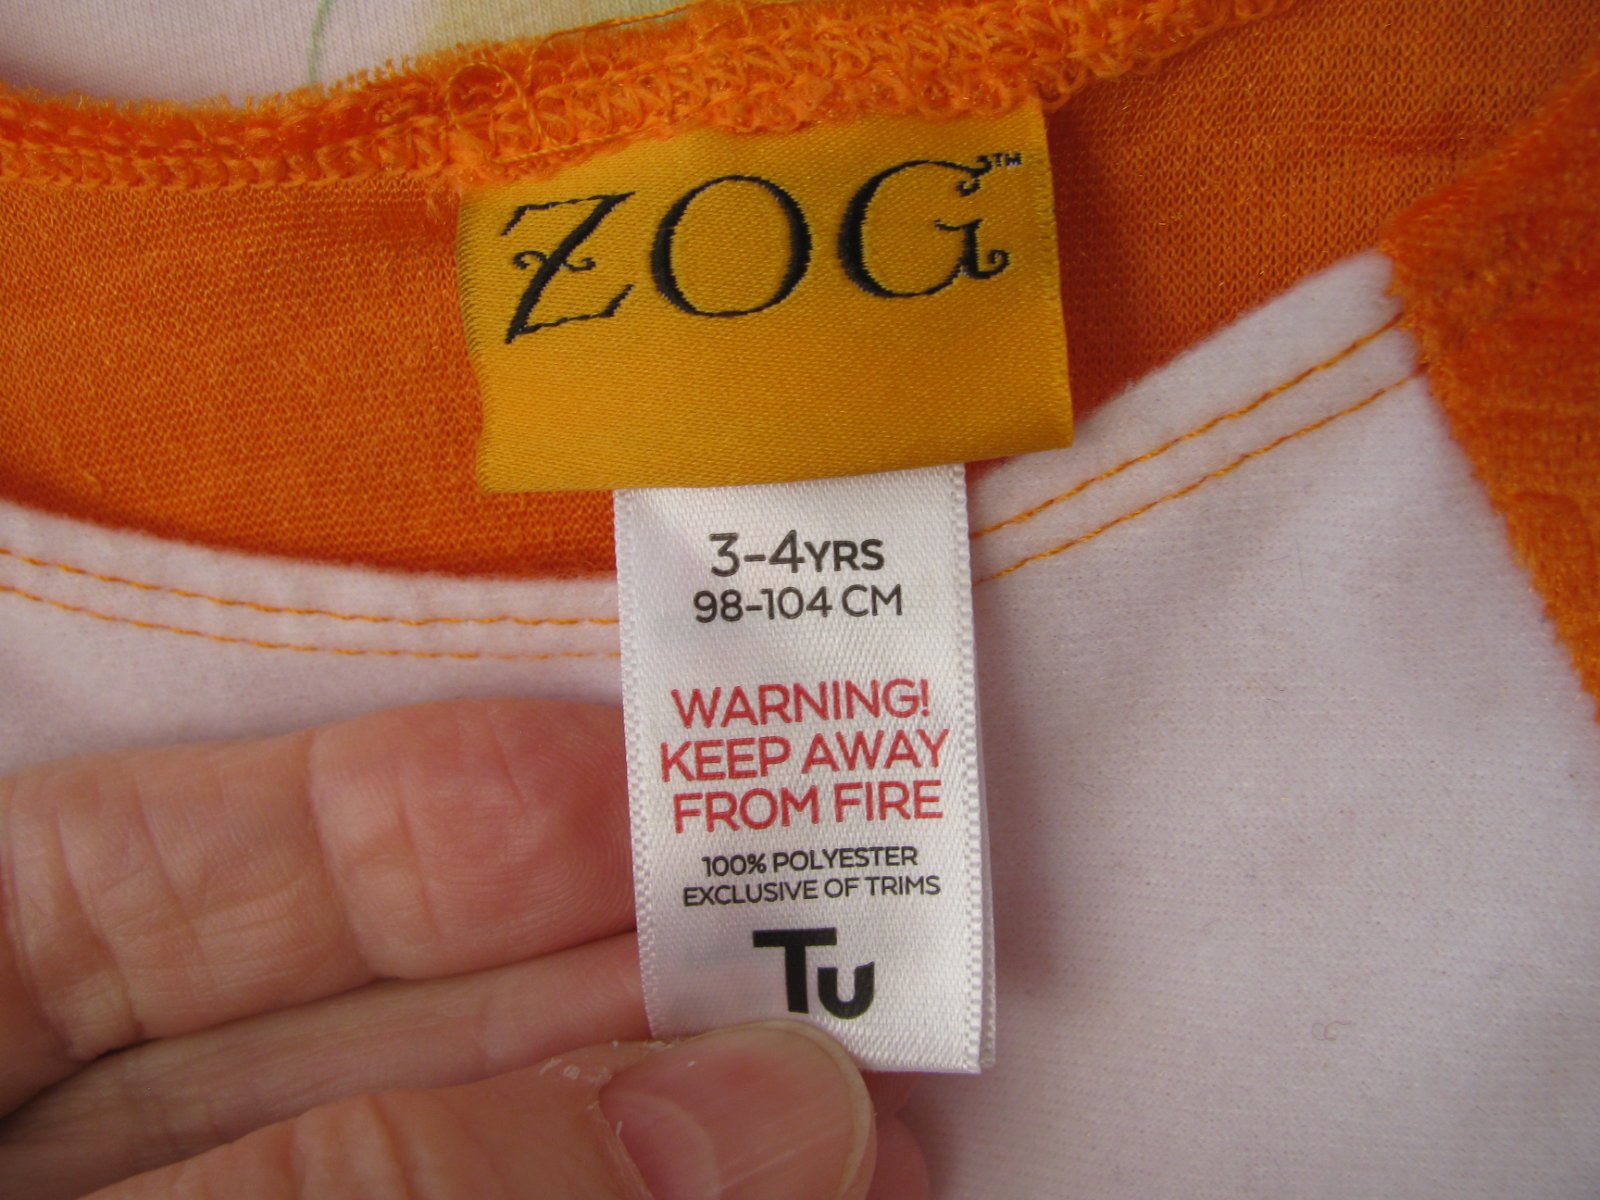 ZOG™
3-4YRS
98-104 CM
WARNING!
KEEP AWAY
FROM FIRE
100% POLYESTER
EXCLUSIVE OF TRIMS
Tu